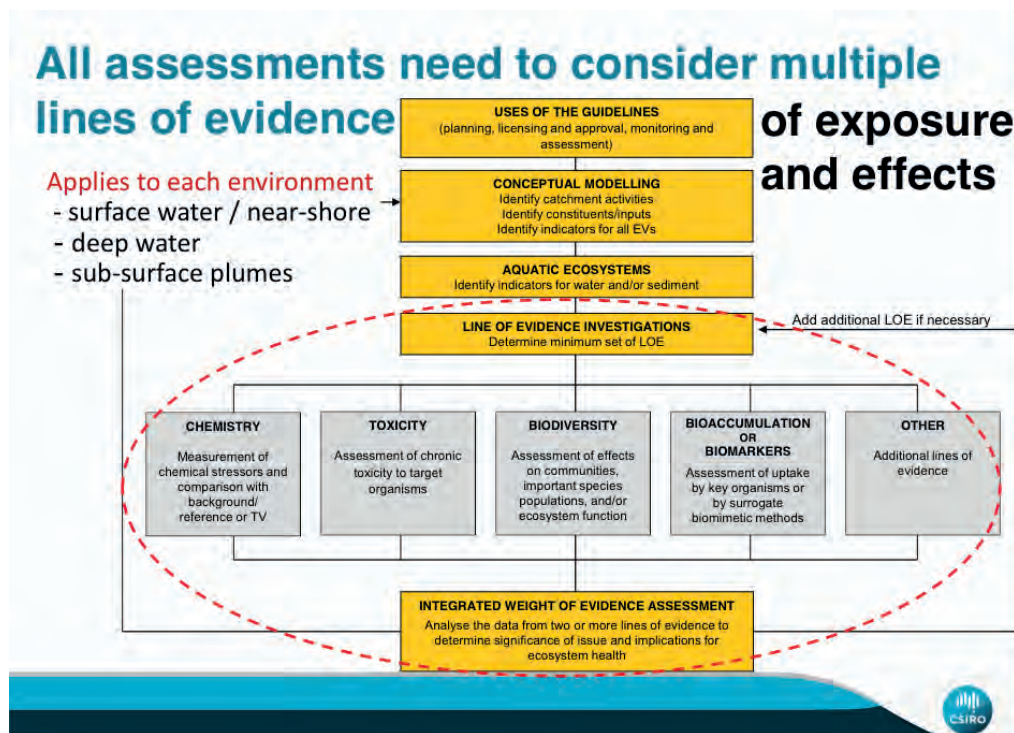 All assessments need to consider multiple
lines of evidence
of exposure
and effects
Applies to each environment
- surface water / near-shore
- deep water
- sub-surface plumes
USES OF THE GUIDELINES
(planning, licensing and approval, monitoring and
assessment)
CONCEPTUAL MODELLING
Identify catchment activities
Identify constituents/inputs
Identify indicators for all EVs
AQUATIC ECOSYSTEMS
Identify indicators for water and/or sediment
LINE OF EVIDENCE INVESTIGATIONS
Determine minimum set of LOE
Add additional LOE if necessary
CHEMISTRY
Measurement of
chemical stressors and
comparison with
background/
reference or TV
TOXICITY
Assessment of chronic
toxicity to target
organisms
BIODIVERSITY
Assessment of effects
on communities,
important species
populations, and/or
ecosystem function
BIOACCUMULATION
OR
BIOMARKERS
Assessment of uptake
by key organisms or
by surrogate
biomimetic methods
OTHER
Additional lines of
evidence
INTEGRATED WEIGHT OF EVIDENCE ASSESSMENT
Analyse the data from two or more lines of evidence to
determine significance of issue and implications for
ecosystem health
CSIRO